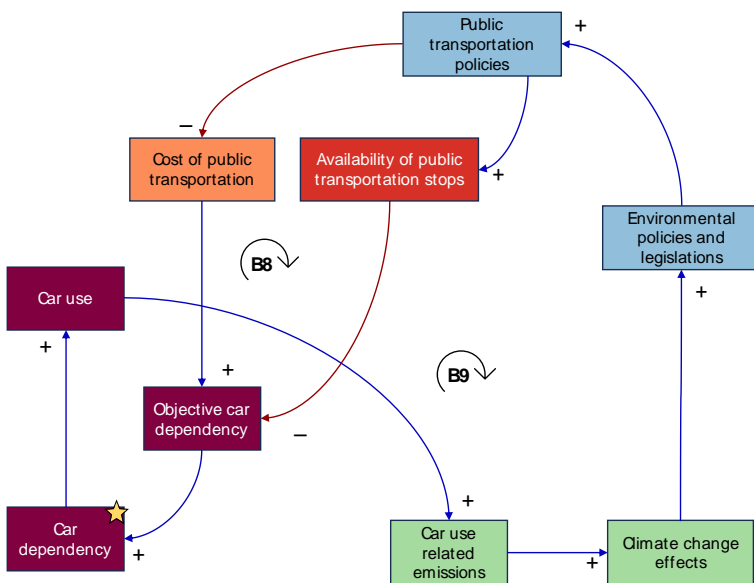 Public
transportation
policies
+
−
Cost of public
transportation
Availability of public
transportation stops
+
Environmental
policies and
legislations
B8
Car use
+
+
B9
+
Objective car
dependency
−
Car
dependency
+
+
Car use
related
emissions
+
Climate change
effects